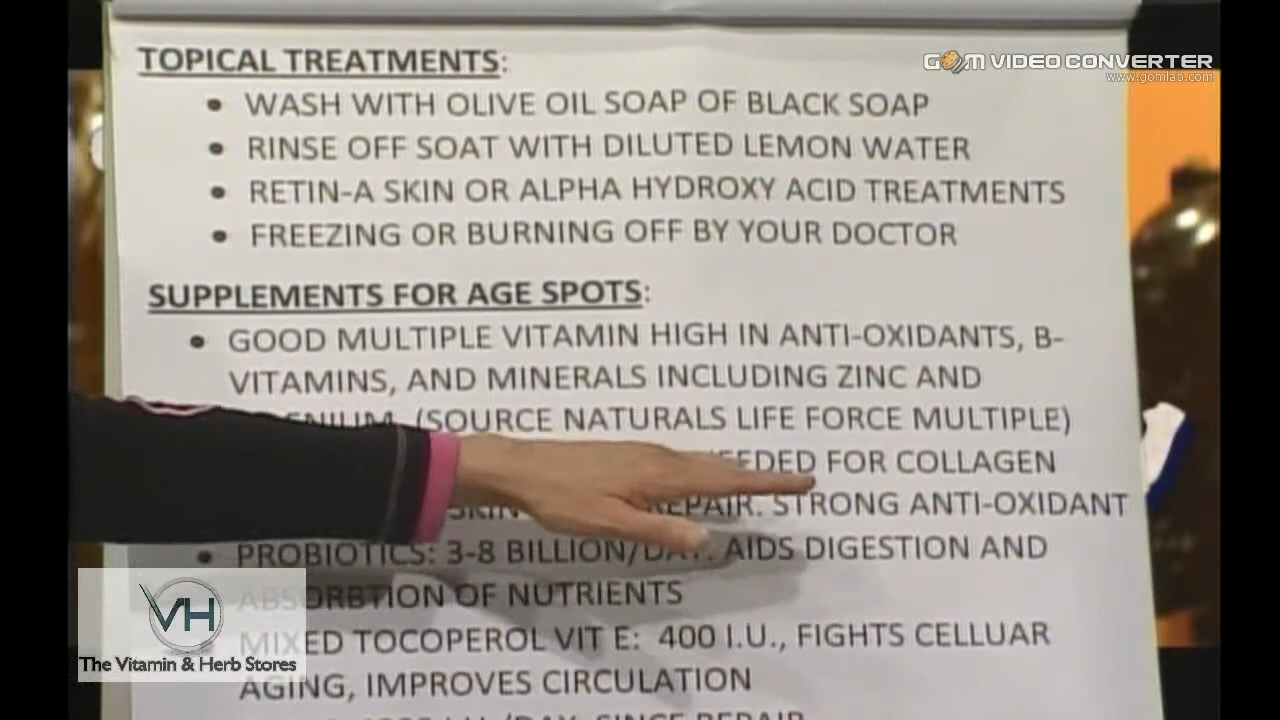 TOPICAL TREATMENTS:
• WASH WITH OLIVE OIL SOAP OF BLACK SOAP
• RINSE OFF SOAT WITH DILUTED LEMON WATER
• RETIN-A SKIN OR ALPHA HYDROXY ACID TREATMENTS
• FREEZING OR BURNING OFF BY YOUR DOCTOR
SUPPLEMENTS FOR AGE SPOTS:
• GOOD MULTIPLE VITAMIN HIGH IN ANTI-OXIDANTS, B-
VITAMINS, AND MINERALS INCLUDING ZINC AND
(SOURCE NATURALS LIFE FORCE MULTIPLE)
FOR COLLAGEN
SKIN REPAIR. STRONG ANTI-OXIDANT
• PROBIOTICS: 3-8 BILLION/DAY. AIDS DIGESTION AND
ABSORBTION OF NUTRIENTS
MIXED TOCOPEROL VIT E: 400 I.U., FIGHTS CELLUAR
AGING, IMPROVES CIRCULATION
GOM VIDEO CONVERTER
www.gomlab.com
VH
The Vitamin & Herb Stores